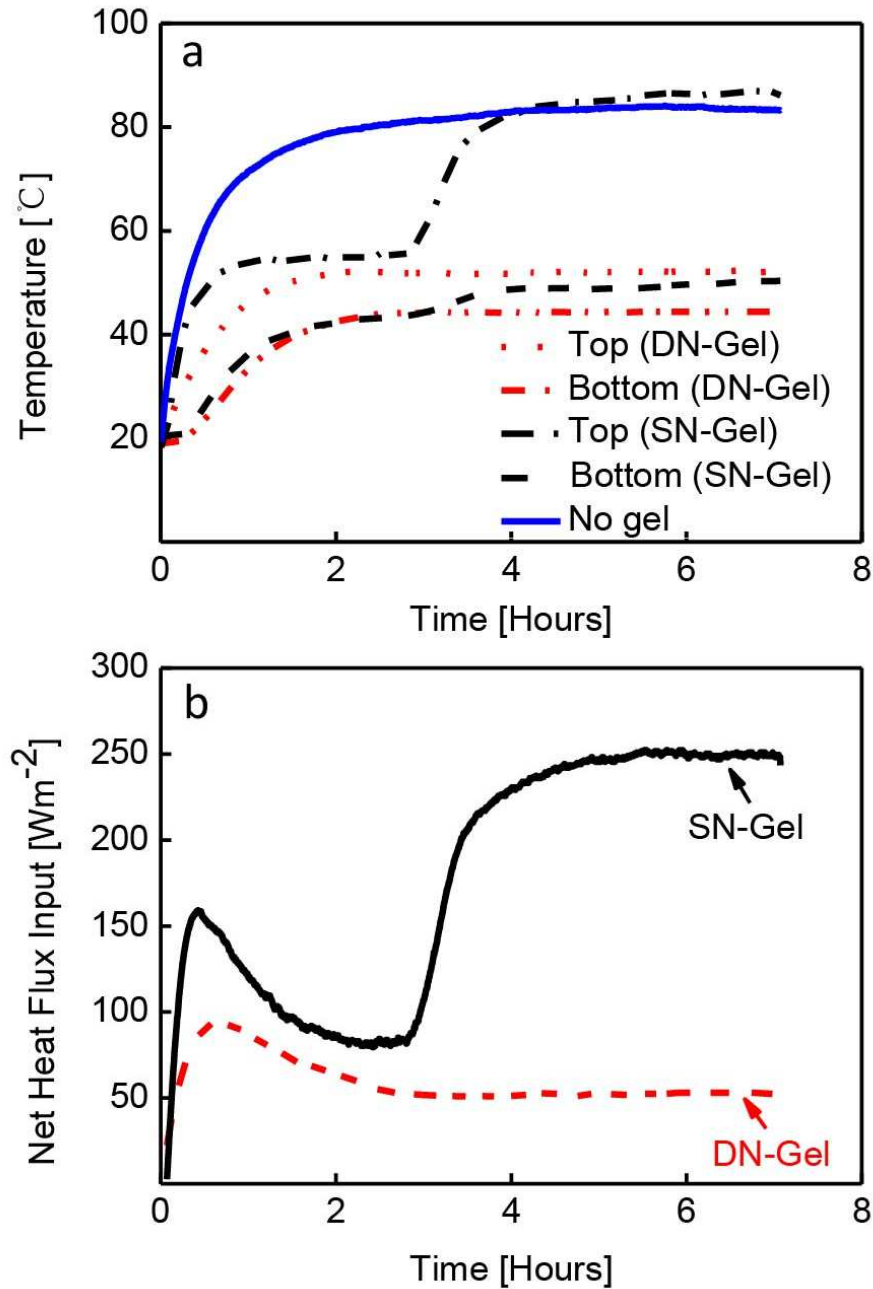 a
100
80
60
40
20
Temperature [℃]
Top (DN-Gel)
Bottom (DN-Gel)
Top (SN-Gel)
Bottom (SN-Gel)
No gel
0
2
4
6
8
Time [Hours]
b
300
250
200
150
100
50
Net Heat Flux Input [Wm⁻²]
SN-Gel
DN-Gel
0
2
4
6
8
Time [Hours]